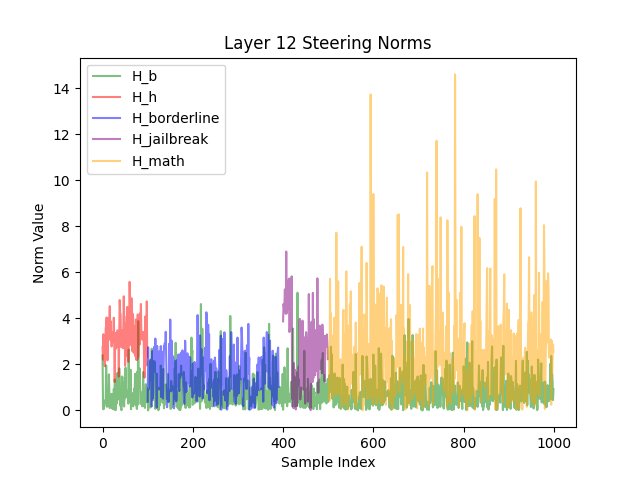 Layer 12 Steering Norms
H_b
H_h
H_borderline
H_jailbreak
H_math
14
12
10
8
6
4
2
0
Norm Value
0
200
400
600
800
1000
Sample Index